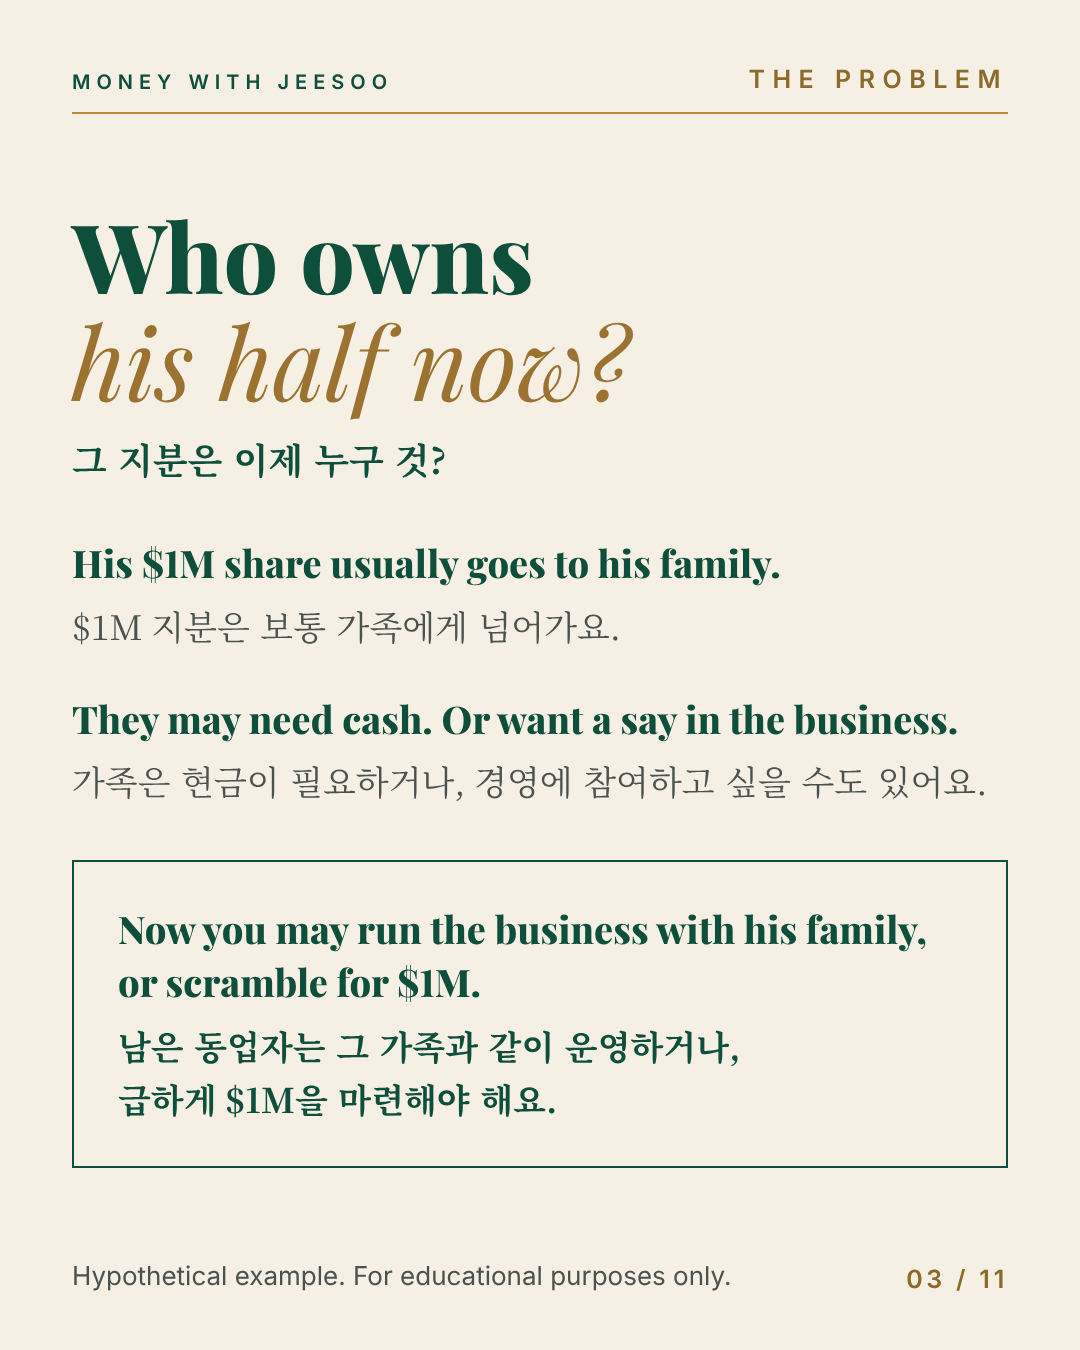 MONEY WITH JEESOO
THE PROBLEM
Who owns
his half now?
그 지분은 이제 누구 것?
His $1M share usually goes to his family.
$1M 지분은 보통 가족에게 넘어가요.
They may need cash. Or want a say in the business.
가족은 현금이 필요하거나, 경영에 참여하고 싶을 수도 있어요.
Now you may run the business with his family,
or scramble for $1M.
남은 동업자는 그 가족과 같이 운영하거나,
급하게 $1M을 마련해야 해요.
Hypothetical example. For educational purposes only.
03 / 11